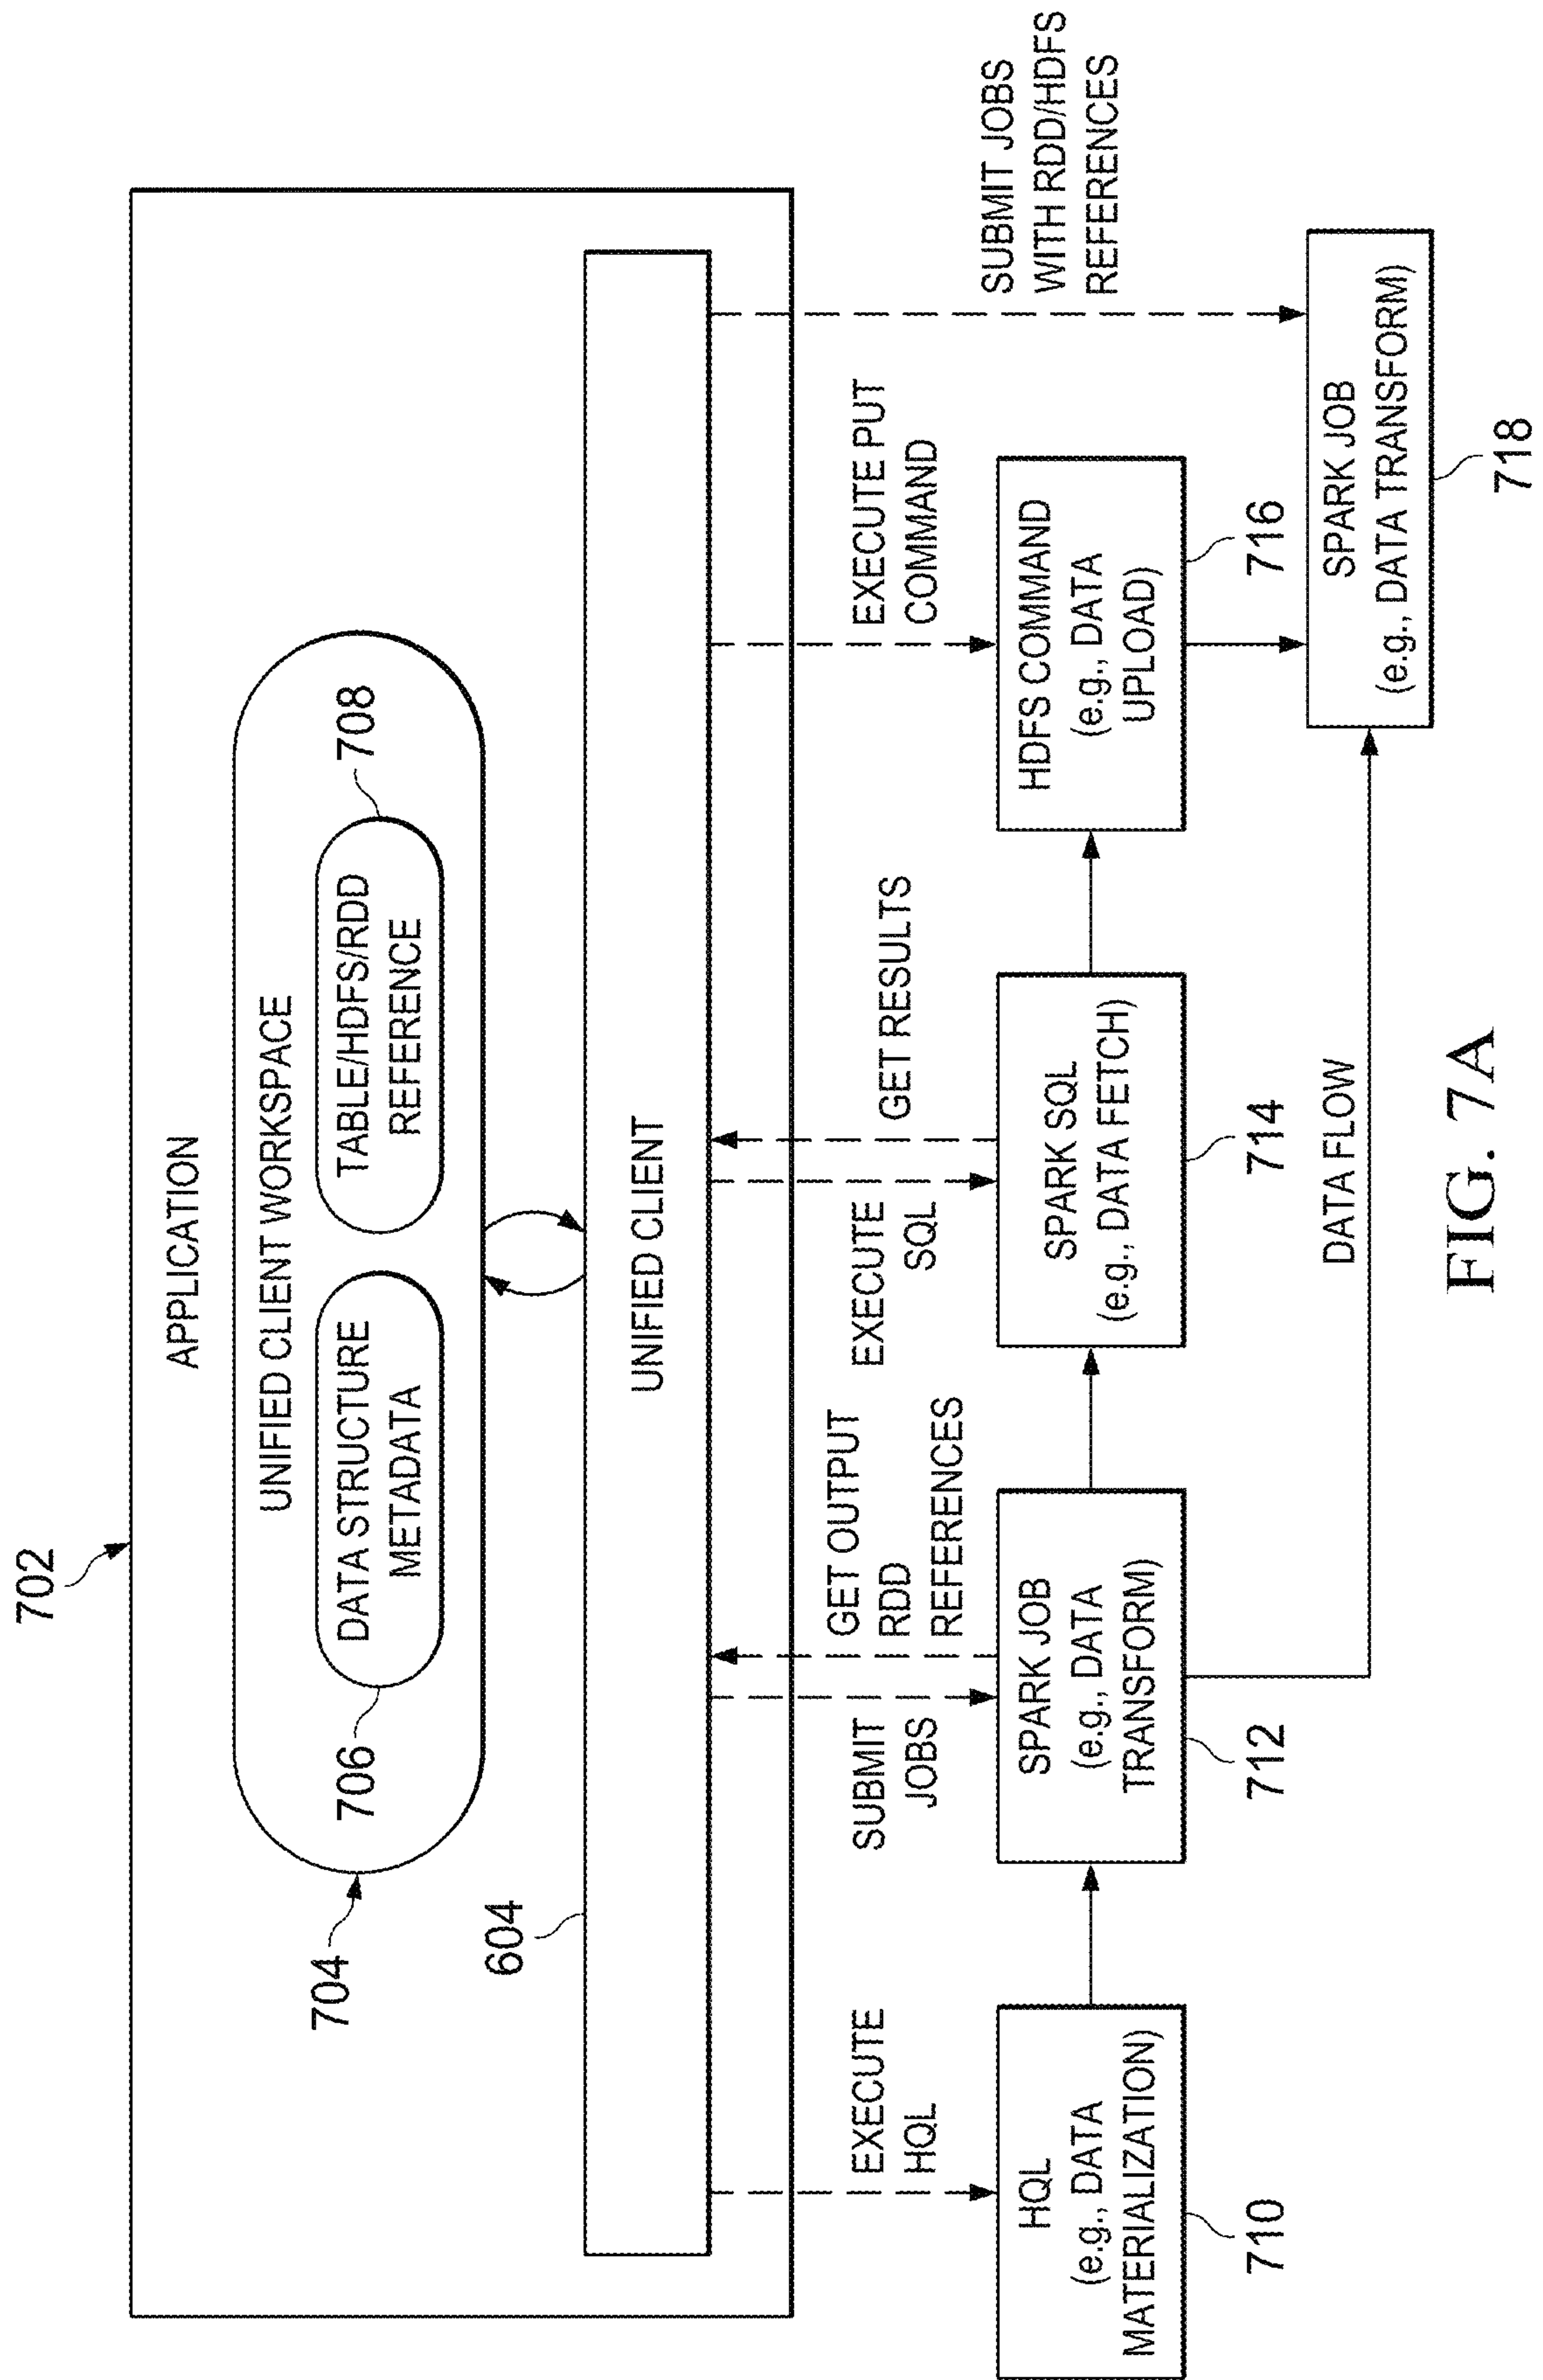 702
APPLICATION
704
UNIFIED CLIENT WORKSPACE
706
DATA STRUCTURE
METADATA
708
TABLE/HDFS/RDD
REFERENCE
604
UNIFIED CLIENT
EXECUTE
HQL
SUBMIT
JOBS
GET OUTPUT
RDD
REFERENCES
EXECUTE
SQL
GET RESULTS
EXECUTE PUT
COMMAND
SUBMIT JOBS
WITH RDD/HDFS
REFERENCES
HQL
(e.g., DATA
MATERIALIZATION)
710
SPARK JOB
(e.g., DATA
TRANSFORM)
712
SPARK SQL
(e.g., DATA FETCH)
714
HDFS COMMAND
(e.g., DATA
UPLOAD)
716
DATA FLOW
SPARK JOB
(e.g., DATA TRANSFORM)
718
FIG. 7A